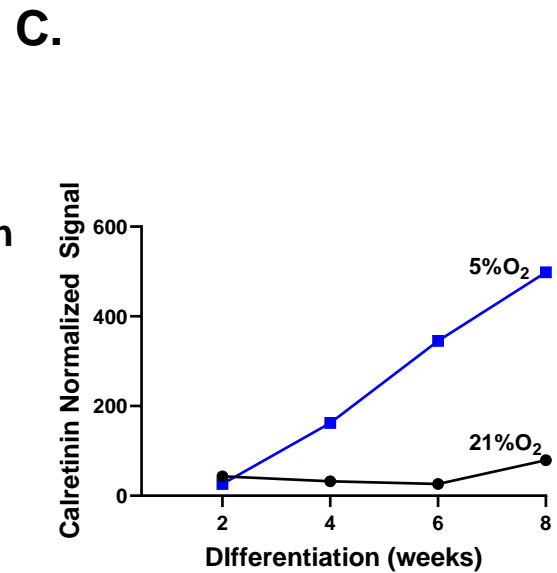 C.
n
Calretinin Normalized Signal
600
400
200
0
5%O₂
21%O₂
2 4 6 8
DIfferentiation (weeks)